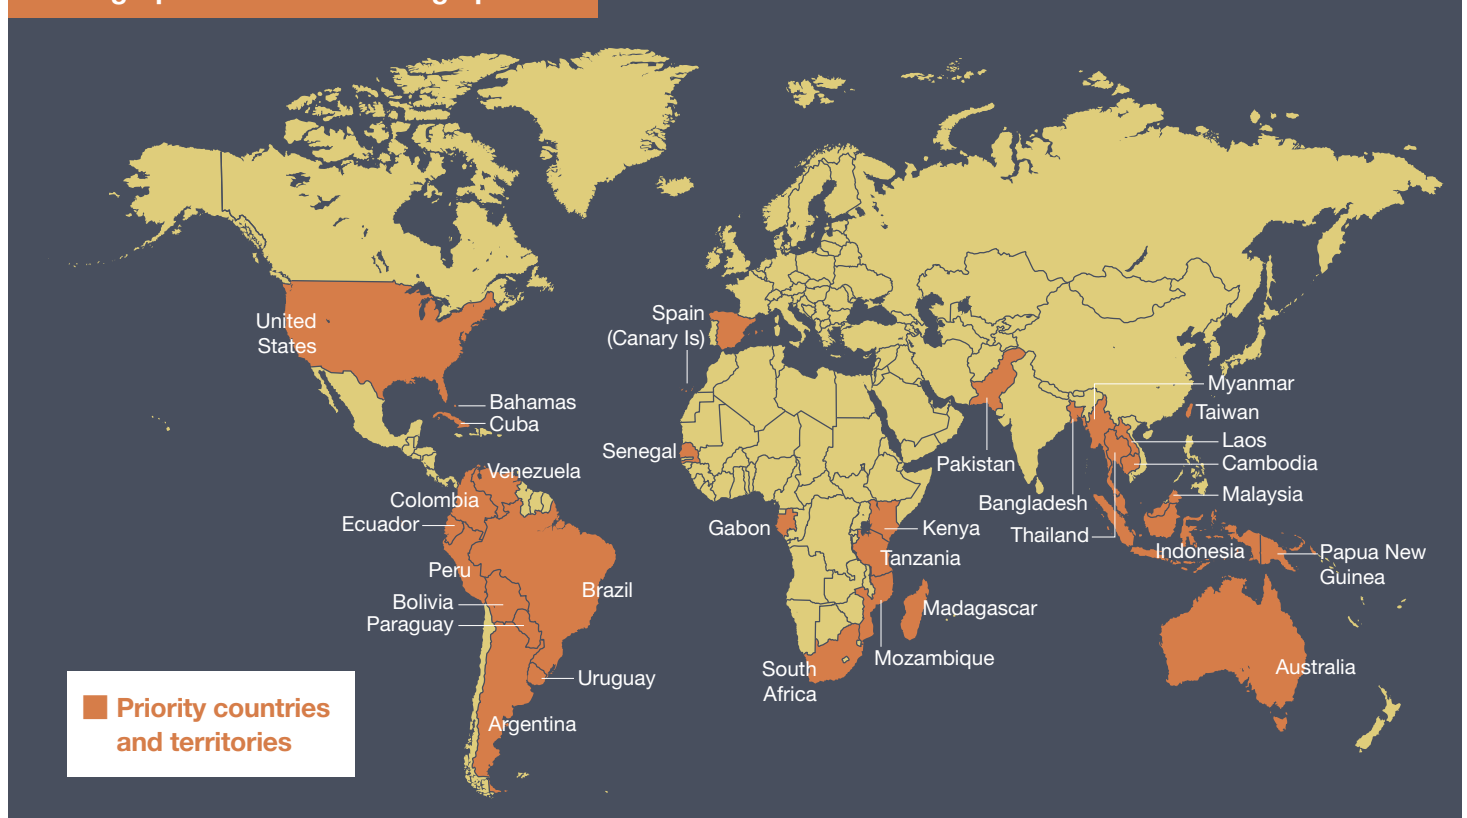 United
States
Bahamas
Cuba
Venezuela
Colombia
Ecuador
Peru
Brazil
Bolivia
Paraguay
Uruguay
Argentina
Spain
(Canary Is)
Senegal
Gabon
Kenya
Tanzania
Madagascar
Mozambique
South
Africa
Pakistan
Bangladesh
Thailand
Myanmar
Taiwan
Laos
Cambodia
Malaysia
Indonesia
Papua New
Guinea
Australia
Priority countries
and territories